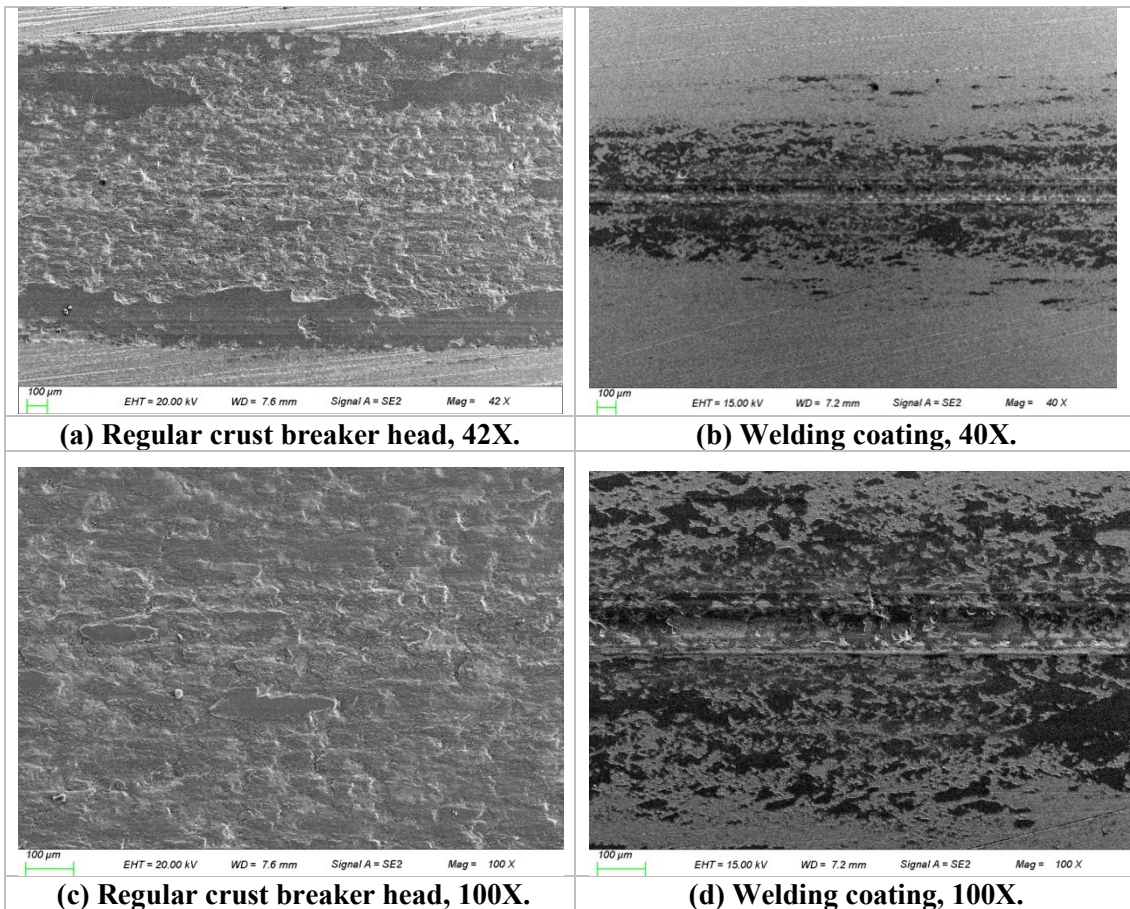 100 µm
EHT = 20.00 kV WD = 7.6 mm Signal A = SE2 Mag = 42 X
100 µm
EHT = 15.00 kV WD = 7.2 mm Signal A = SE2 Mag = 40 X
(a) Regular crust breaker head, 42X.
(b) Welding coating, 40X.
100 µm
EHT = 20.00 kV WD = 7.6 mm Signal A = SE2 Mag = 100 X
100 µm
EHT = 15.00 kV WD = 7.2 mm Signal A = SE2 Mag = 100 X
(c) Regular crust breaker head, 100X.
(d) Welding coating, 100X.